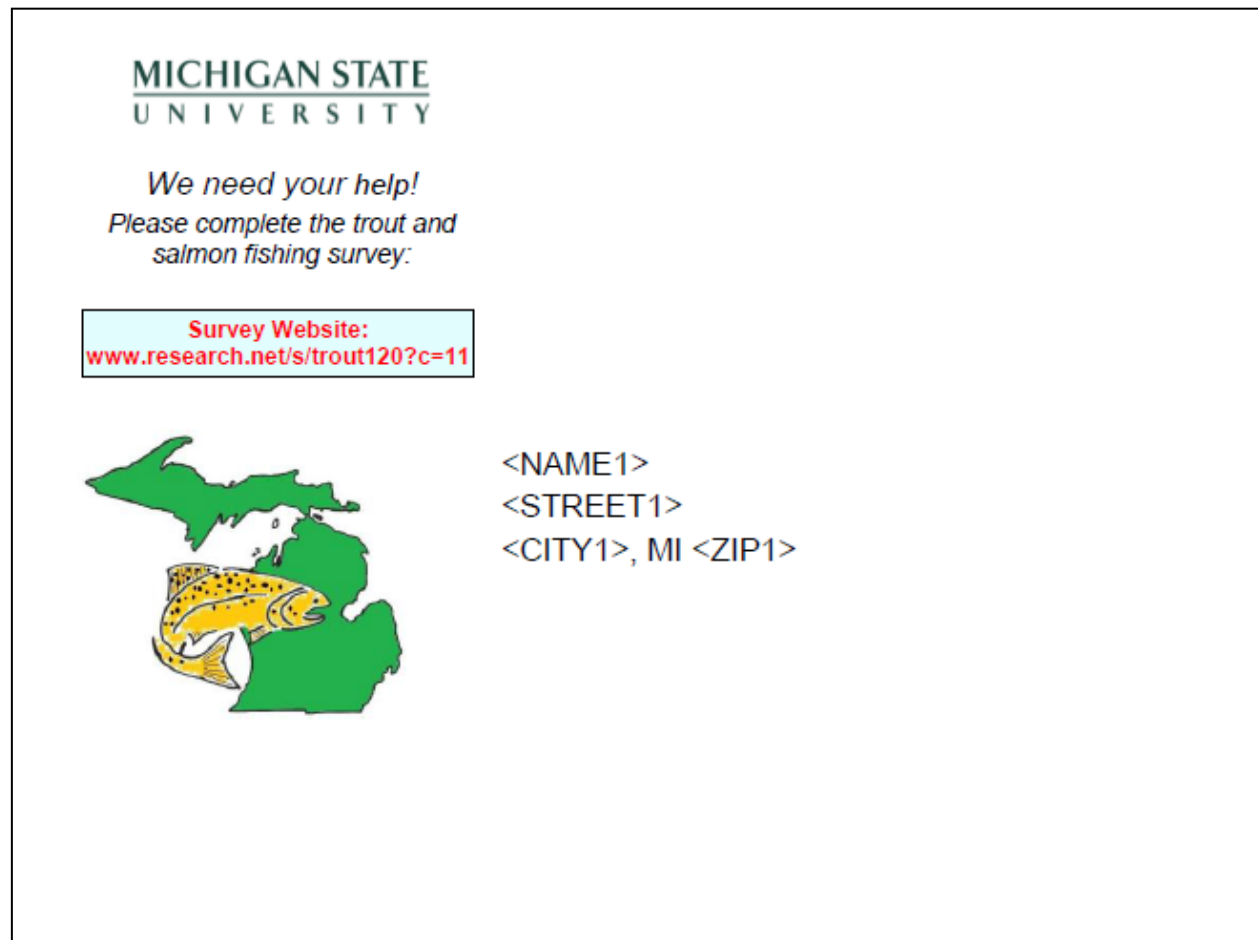 MICHIGAN STATE
UNIVERSITY
We need your help!
Please complete the trout and
salmon fishing survey:
Survey Website:
www.research.net/s/trout120?c=11
<NAME1>
<STREET1>
<CITY1>, MI <ZIP1>